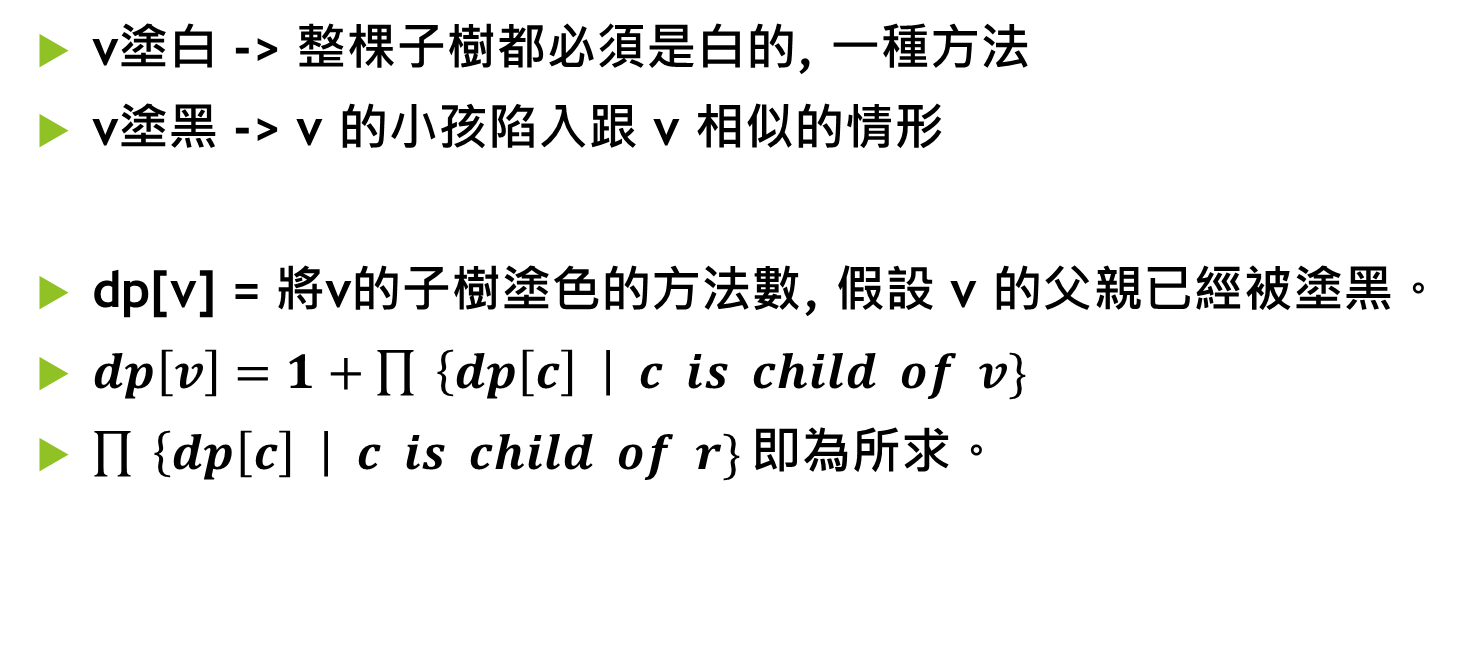 v塗白 -> 整棵子樹都必須是白的, 一種方法
v塗黑 -> v 的小孩陷入跟 v 相似的情形
dp[v] = 將v的子樹塗色的方法數, 假設 v 的父親已經被塗黑。
dp[v] = 1 + ∏ {dp[c] | c is child of v}
∏ {dp[c] | c is child of r} 即為所求。